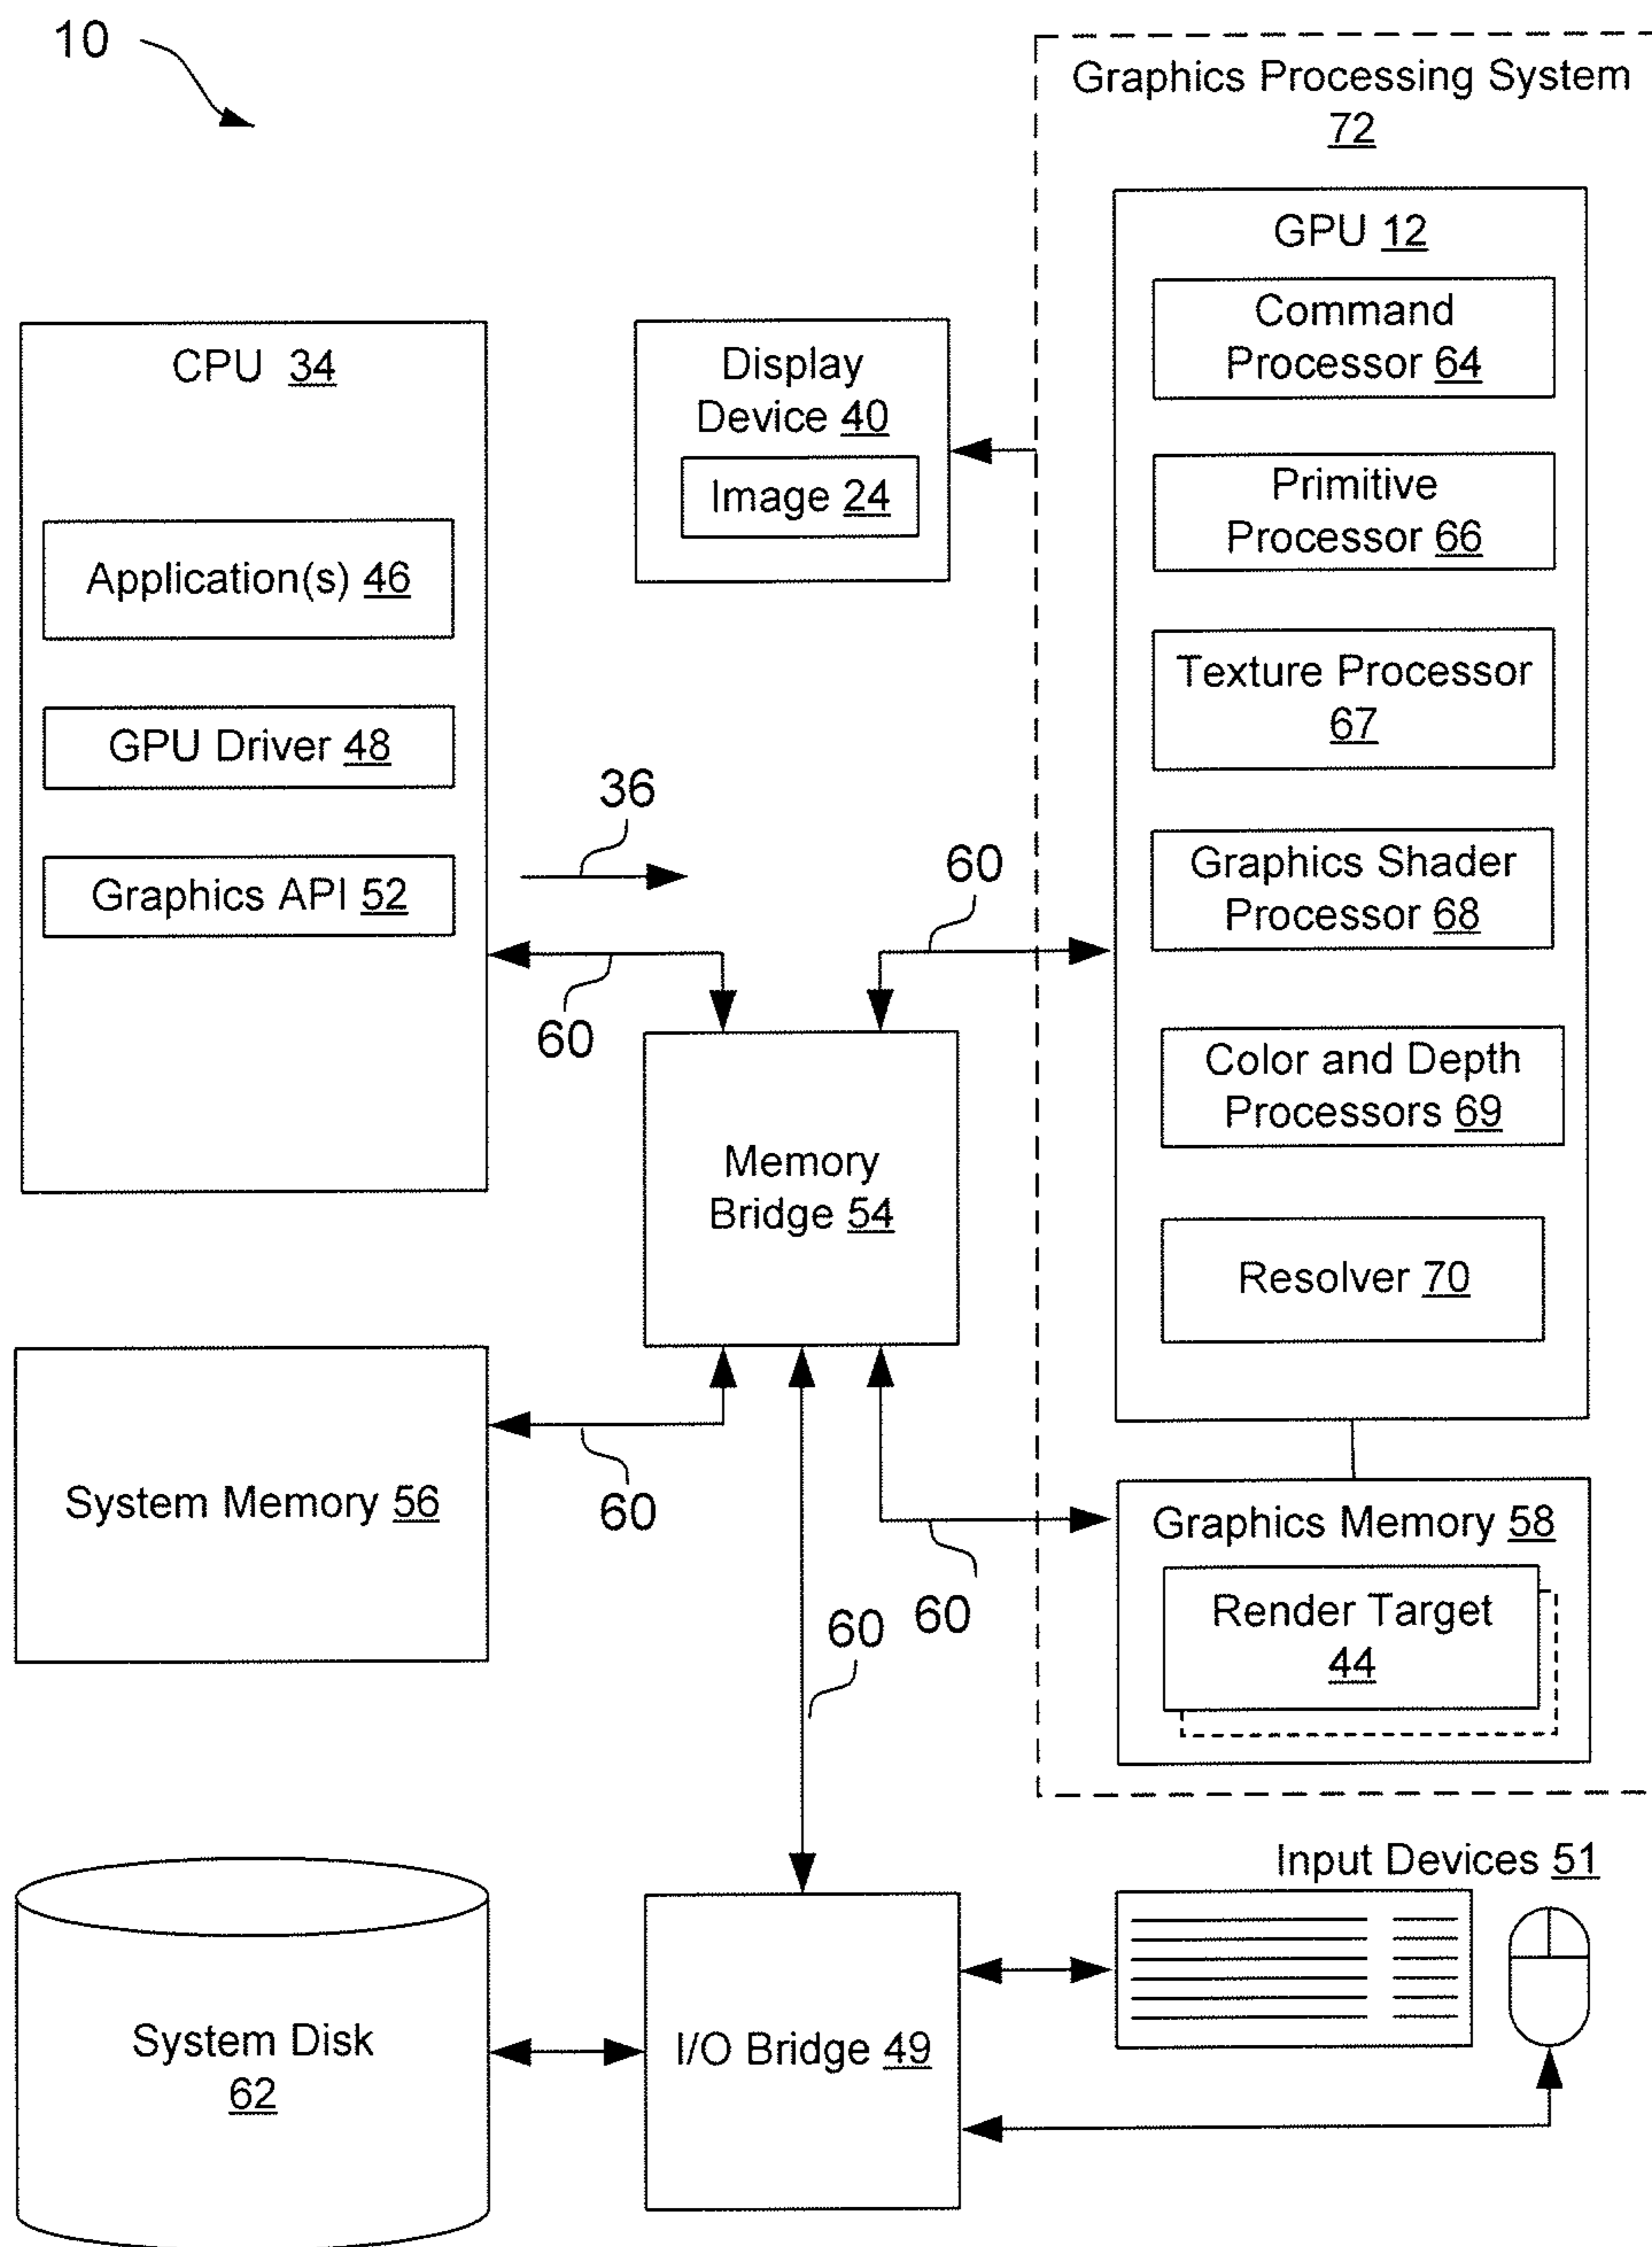 10
Graphics Processing System
72
GPU 12
Command
Processor 64
Primitive
Processor 66
Texture Processor
67
Graphics Shader
Processor 68
Color and Depth
Processors 69
Resolver 70
CPU 34
Application(s) 46
GPU Driver 48
Graphics API 52
Display
Device 40
Image 24
36
60
60
Memory
Bridge 54
System Memory 56
60
60
60
Graphics Memory 58
Render Target
44
Input Devices 51
System Disk
62
I/O Bridge 49